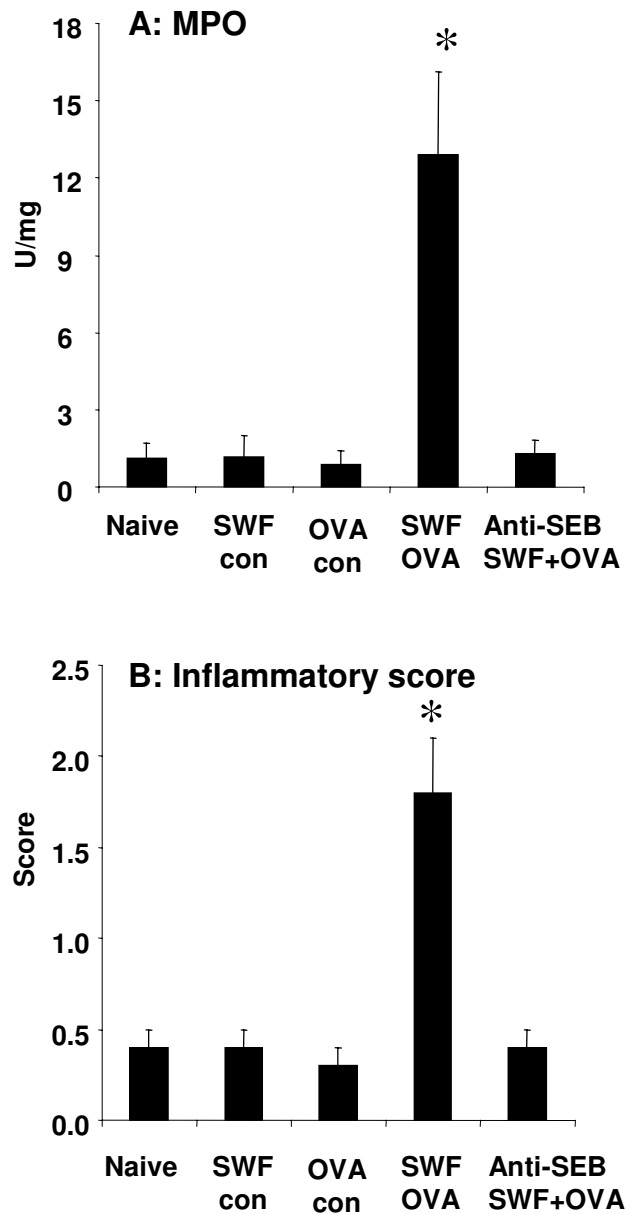 A: MPO
*
18
15
12
9
6
3
0
U/mg
Naive
SWF
con
OVA
con
SWF
OVA
Anti-SEB
SWF+OVA
B: Inflammatory score
*
2.5
2.0
1.5
1.0
0.5
0.0
Score
Naive
SWF
con
OVA
con
SWF
OVA
Anti-SEB
SWF+OVA